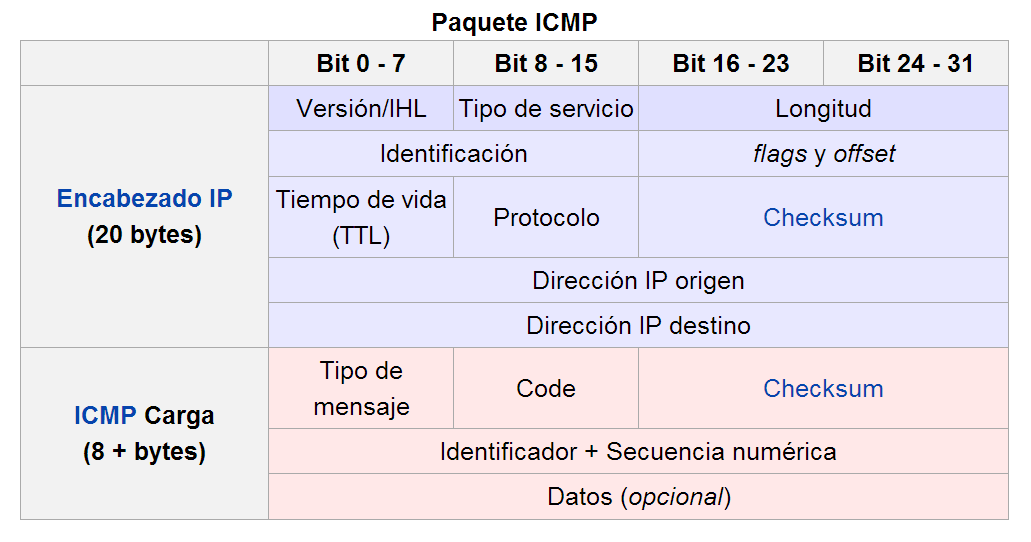 Paquete ICMP
Bit 0 - 7 Bit 8 - 15 Bit 16 - 23 Bit 24 - 31
Encabezado IP
(20 bytes)
Versión/IHL Tipo de servicio Longitud
Identificación flags y offset
Tiempo de vida
(TTL)
Protocolo Checksum
Dirección IP origen
Dirección IP destino
ICMP Carga
(8 + bytes)
Tipo de
mensaje
Code Checksum
Identificador + Secuencia numérica
Datos (opcional)